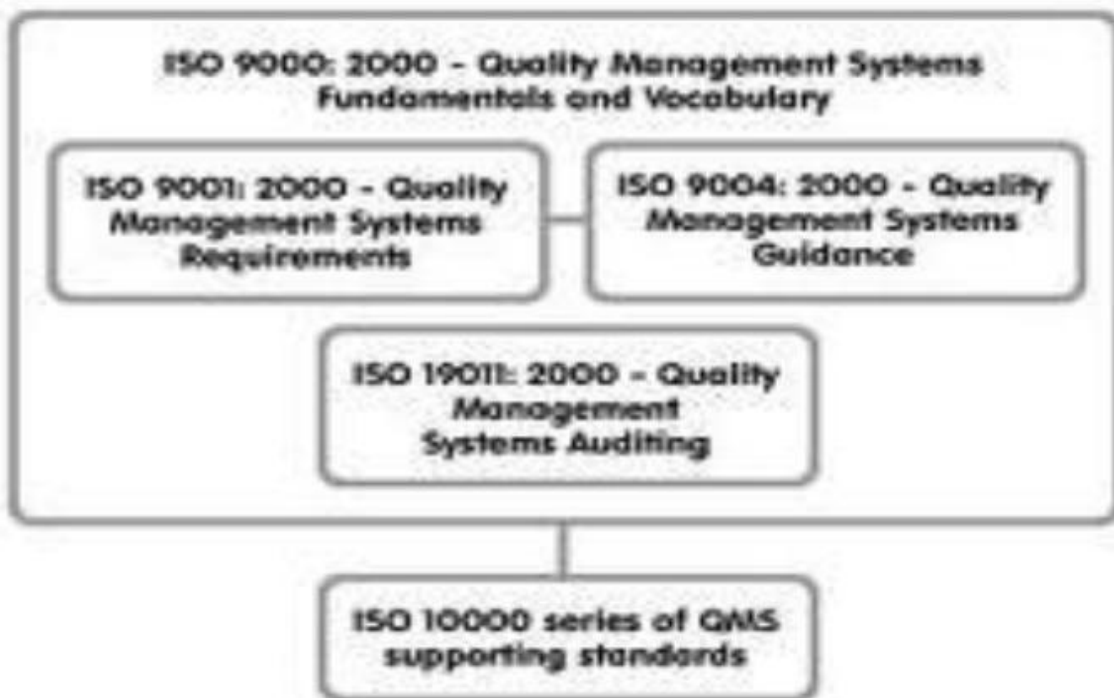 ISO 9000: 2000 - Quality Management Systems
Fundamentals and Vocabulary
ISO 9001: 2000 - Quality
Management Systems
Requirements
ISO 9004: 2000 - Quality
Management Systems
Guidance
ISO 19011: 2000 - Quality
Management
Systems Auditing
ISO 10000 series of QMS
supporting standards